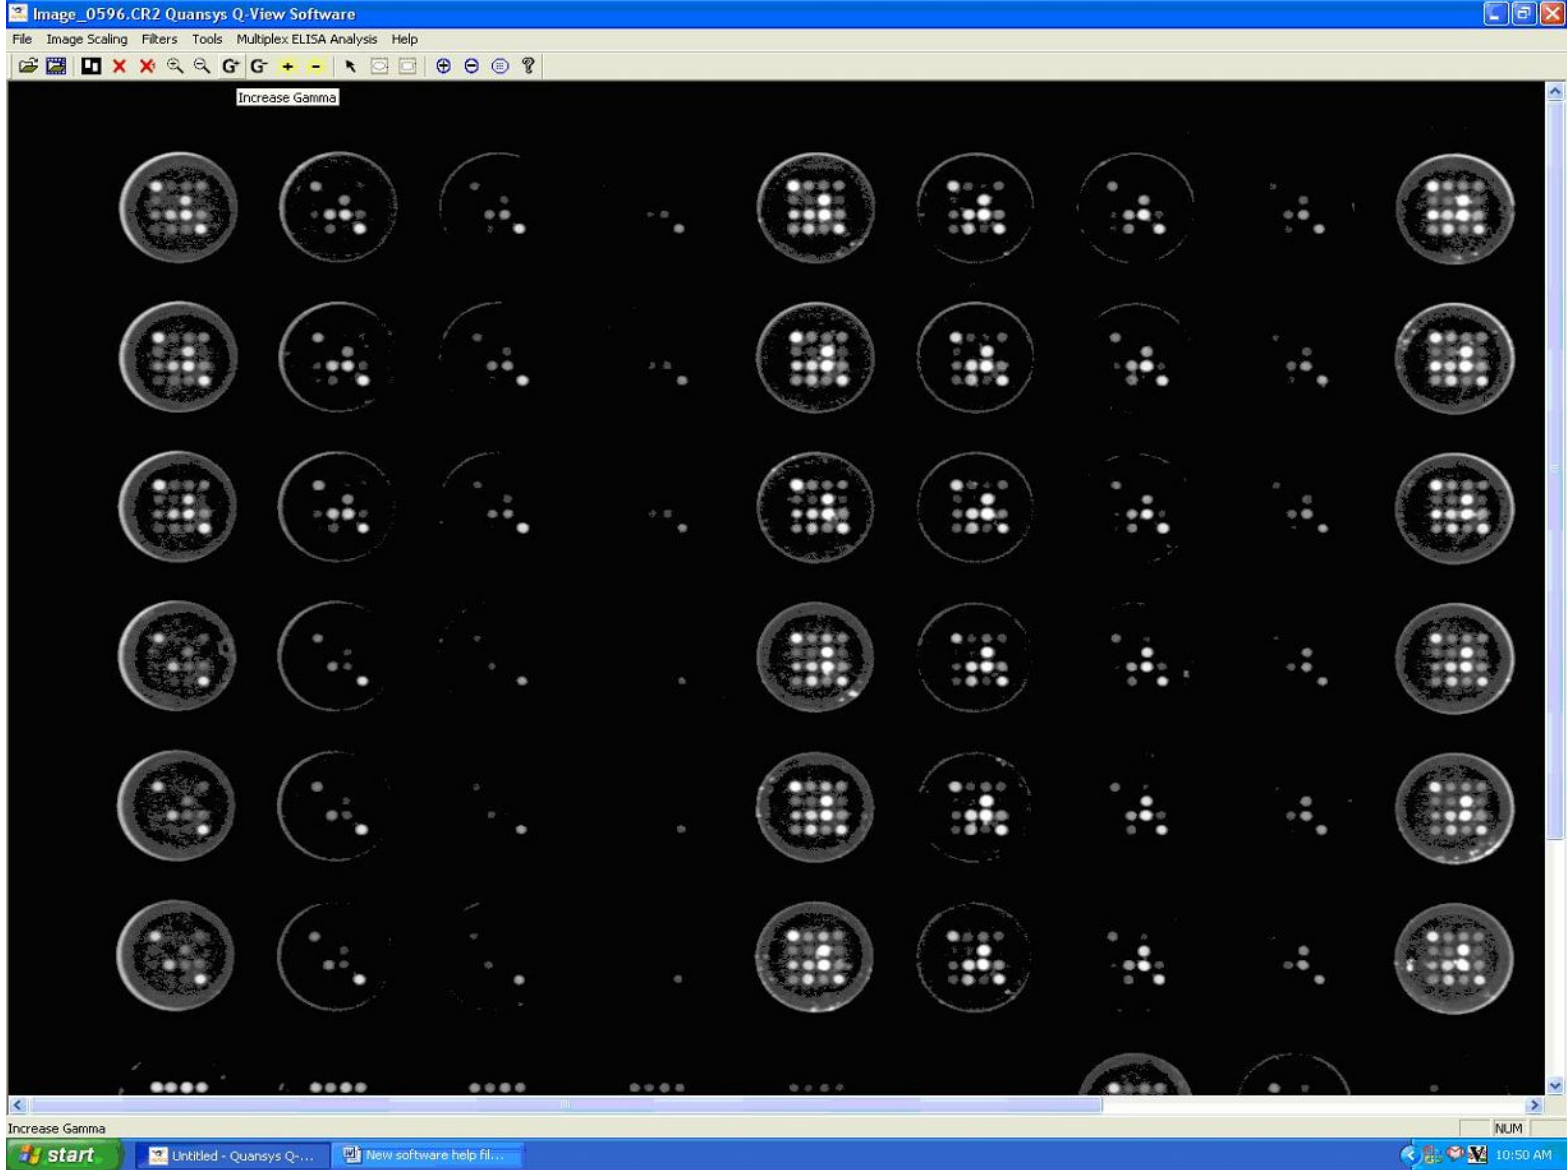 Image_0596.CR2 Quansys Q-View Software
File Image Scaling Filters Tools Multiplex ELISA Analysis Help
G+ G-
Increase Gamma
Increase Gamma
NUM
start
Untitled - Quansys Q-...
New software help fil...
10:50 AM